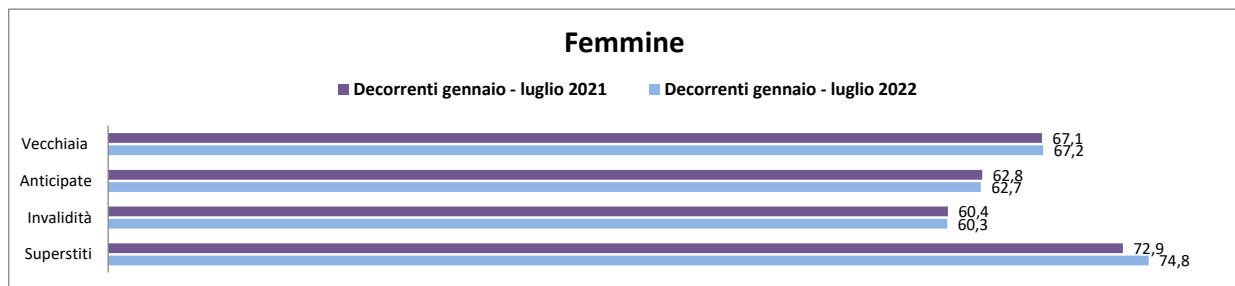 Femmine
Decorrenti gennaio - luglio 2021 Decorrenti gennaio - luglio 2022
Vecchiaia 67,1
67,2
Anticipate 62,8
62,7
Invalidità 60,4
60,3
Superstiti 72,9
74,8